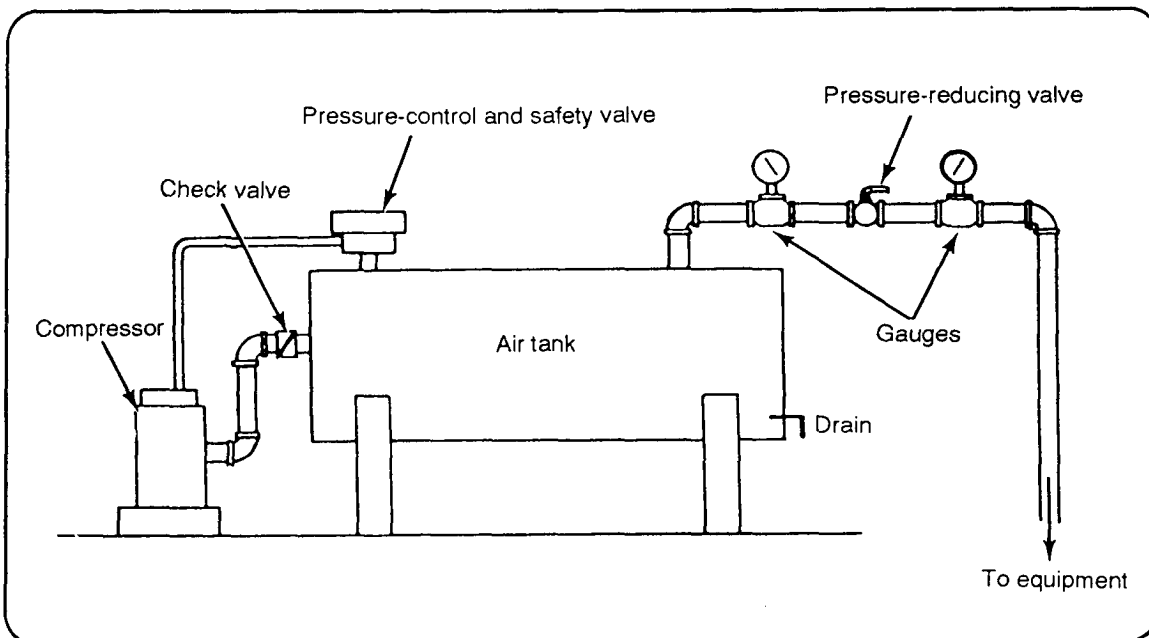 Pressure-reducing valve
Pressure-control and safety valve
Check valve
Compressor
Gauges
Air tank
Drain
To equipment